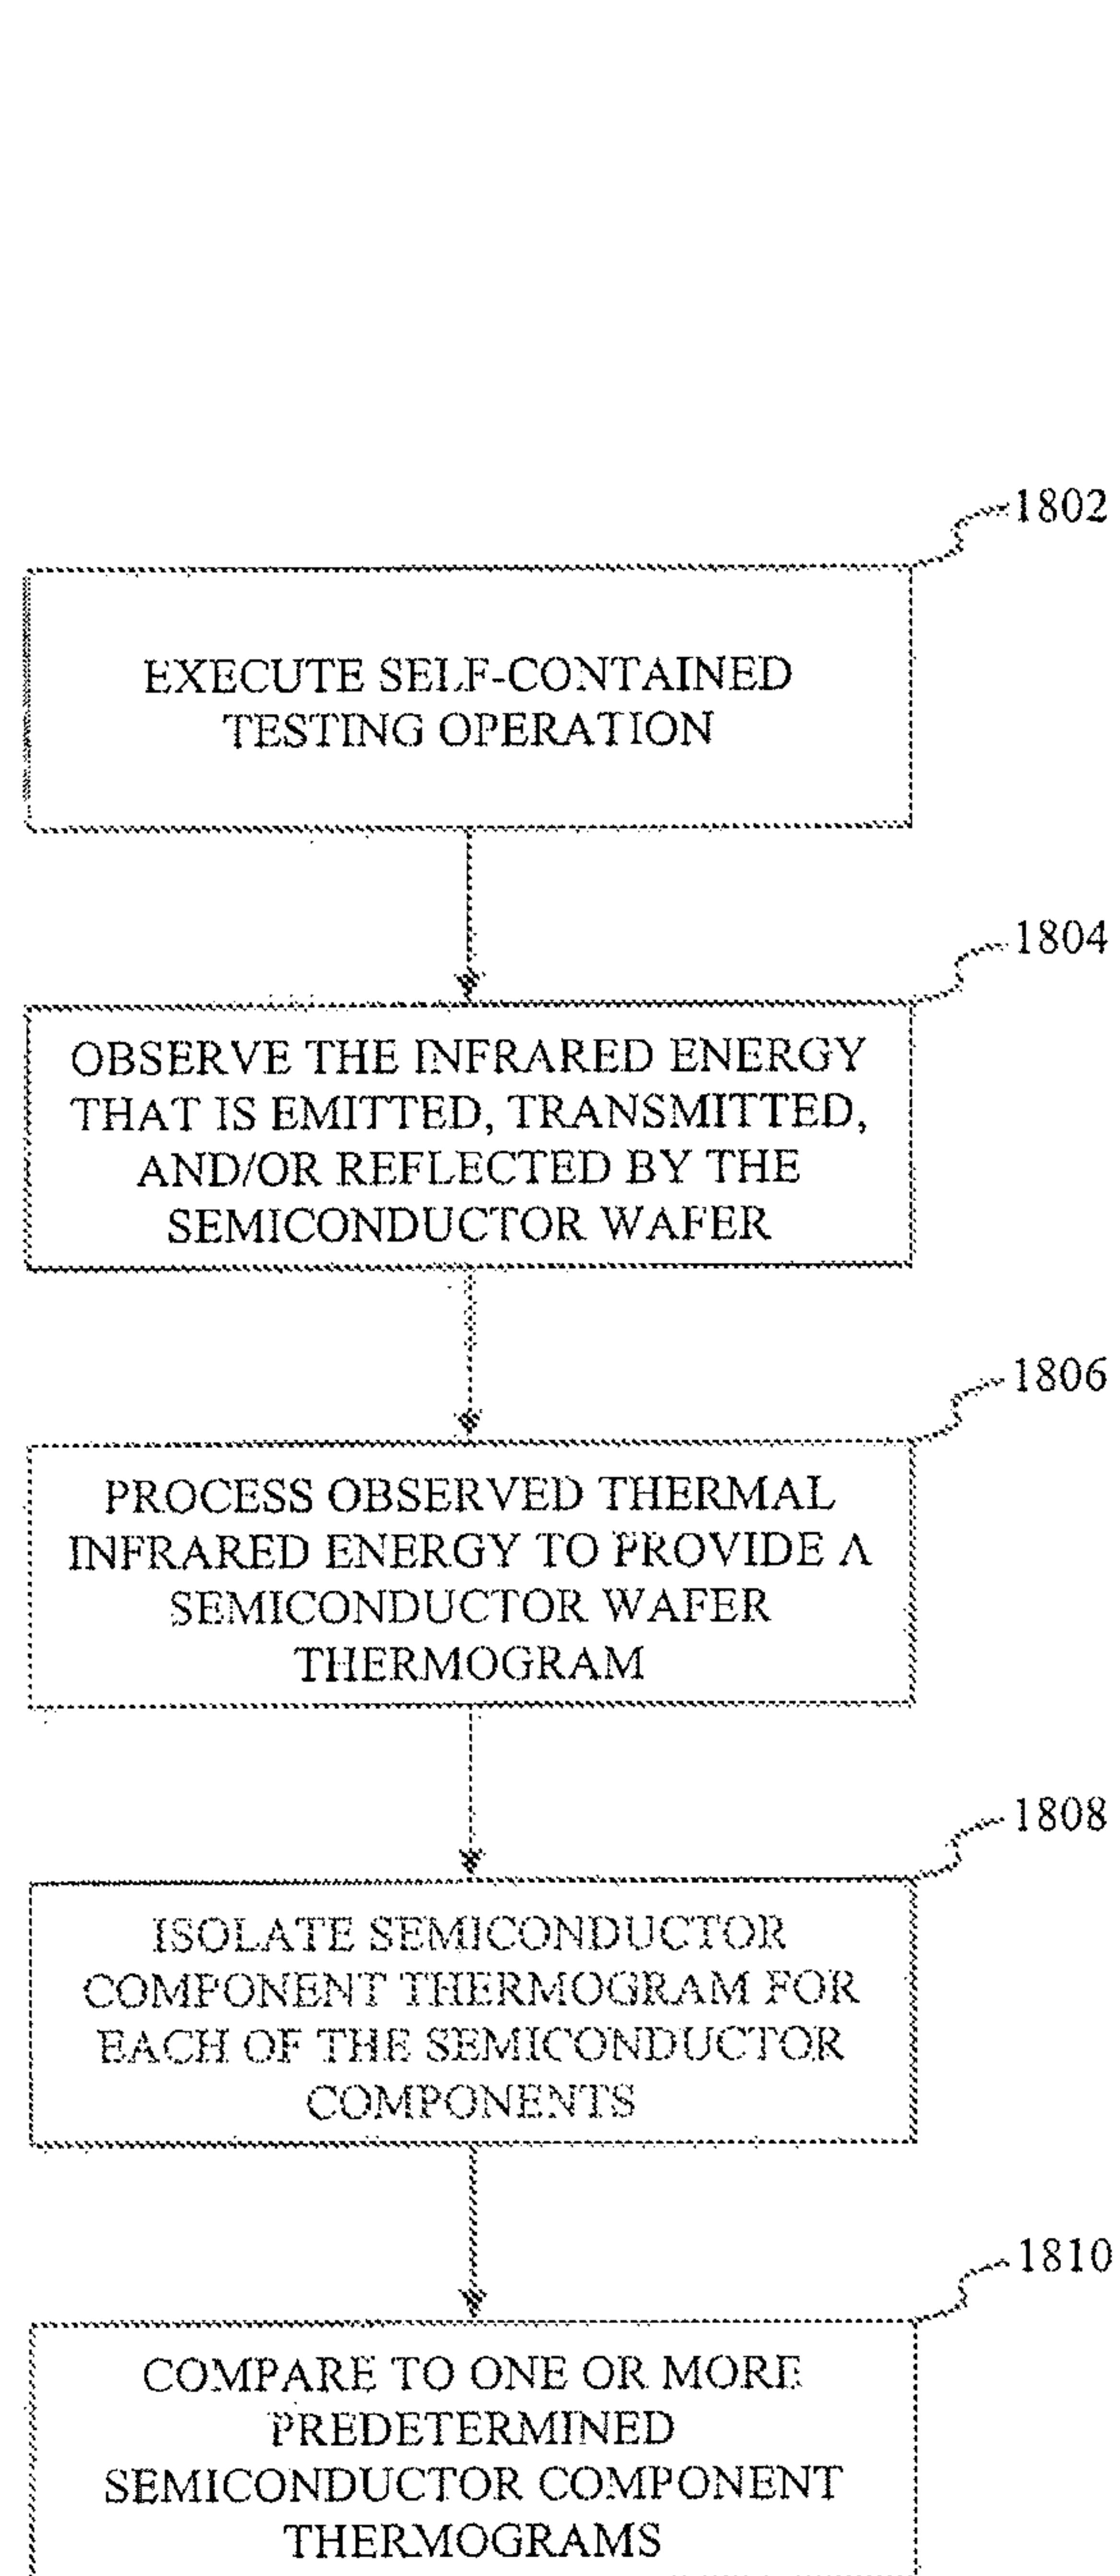 1802
EXECUTE SELF-CONTAINED
TESTING OPERATION
1804
OBSERVE THE INFRARED ENERGY
THAT IS EMITTED, TRANSMITTED,
AND/OR REFLECTED BY THE
SEMICONDUCTOR WAFER
1806
PROCESS OBSERVED THERMAL
INFRARED ENERGY TO PROVIDE A
SEMICONDUCTOR WAFER
THERMOGRAM
1808
ISOLATE SEMICONDUCTOR
COMPONENT THERMOGRAM FOR
EACH OF THE SEMICONDUCTOR
COMPONENTS
1810
COMPARE TO ONE OR MORE
PREDETERMINED
SEMICONDUCTOR COMPONENT
THERMOGRAMS